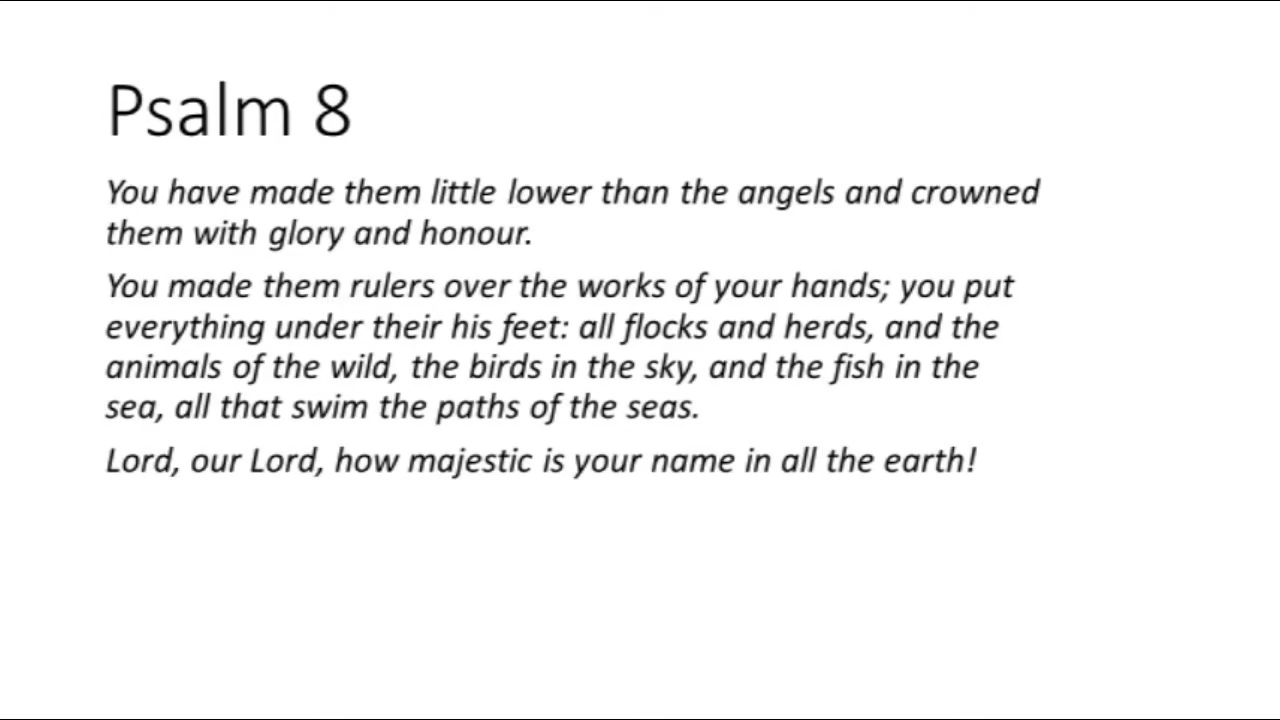 Psalm 8
You have made them little lower than the angels and crowned
them with glory and honour.
You made them rulers over the works of your hands; you put
everything under their his feet: all flocks and herds, and the
animals of the wild, the birds in the sky, and the fish in the
sea, all that swim the paths of the seas.
Lord, our Lord, how majestic is your name in all the earth!